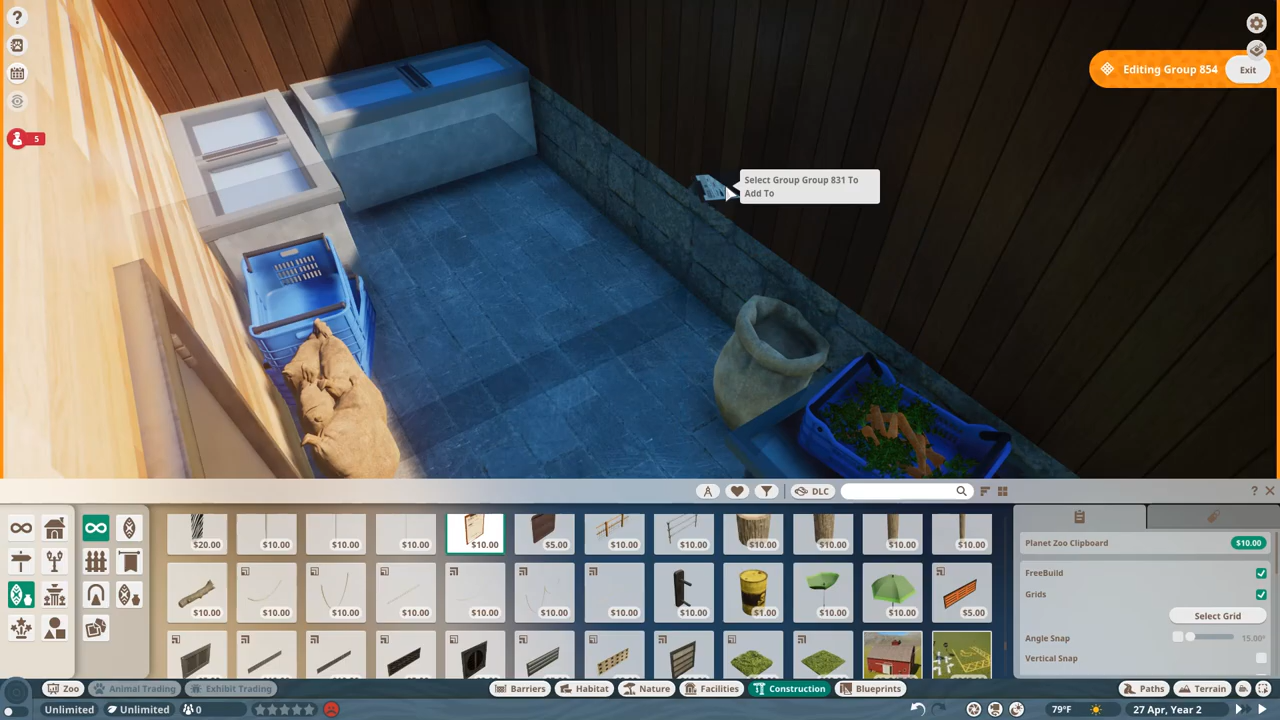 ?
Editing Group 854
Exit
5
Select Group Group 831 To
Add To
DLC
?
$20.00
$10.00
$10.00
$10.00
$10.00
$5.00
$10.00
$10.00
$10.00
$10.00
$10.00
$10.00
Planet Zoo Clipboard
$10.00
FreeBuild
Grids
Select Grid
Angle Snap
15.00°
Vertical Snap
$10.00
$10.00
$10.00
$10.00
$10.00
$10.00
$10.00
$10.00
$1.00
$10.00
$10.00
$5.00
Zoo
Animal Trading
Exhibit Trading
Barriers
Habitat
Nature
Facilities
Construction
Blueprints
Paths
Terrain
Unlimited
Unlimited
0
79°F
27 Apr, Year 2